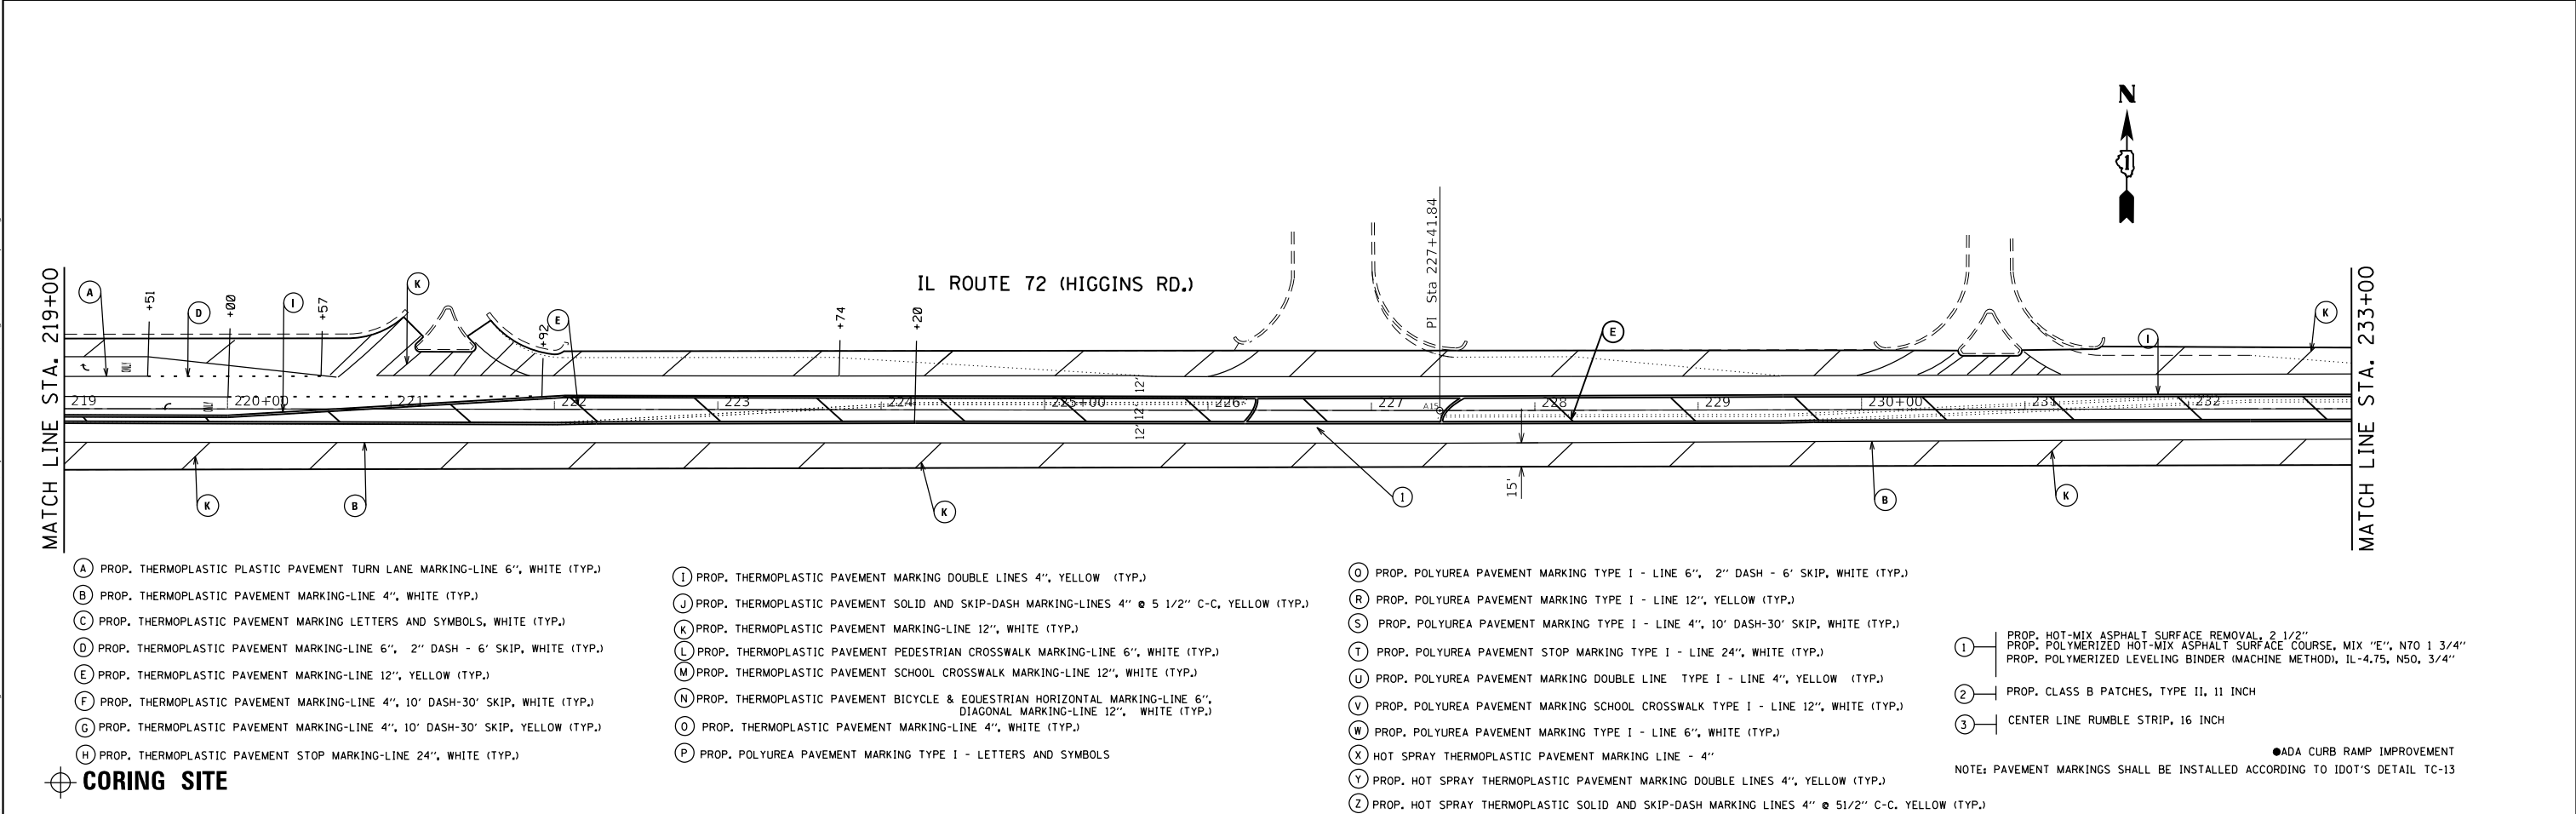 N
1
MATCH LINE STA. 219+00
A
+51
D
+00
I
+57
K
+92
E
+74
+20
IL ROUTE 72 (HIGGINS RD.)
PI Sta 227+41.84
E
I
K
MATCH LINE STA. 233+00
ONLY
ONLY
219
220+00
221
222
223
224
225+00
226
227
228
229
230+00
231
232
A15
12'
12'
12'
12'
15'
K
B
K
I
B
K
A PROP. THERMOPLASTIC PLASTIC PAVEMENT TURN LANE MARKING-LINE 6", WHITE (TYP.)
B PROP. THERMOPLASTIC PAVEMENT MARKING-LINE 4", WHITE (TYP.)
C PROP. THERMOPLASTIC PAVEMENT MARKING LETTERS AND SYMBOLS, WHITE (TYP.)
D PROP. THERMOPLASTIC PAVEMENT MARKING-LINE 6", 2" DASH - 6' SKIP, WHITE (TYP.)
E PROP. THERMOPLASTIC PAVEMENT MARKING-LINE 12", YELLOW (TYP.)
F PROP. THERMOPLASTIC PAVEMENT MARKING-LINE 4", 10' DASH-30' SKIP, WHITE (TYP.)
G PROP. THERMOPLASTIC PAVEMENT MARKING-LINE 4", 10' DASH-30' SKIP, YELLOW (TYP.)
H PROP. THERMOPLASTIC PAVEMENT STOP MARKING-LINE 24", WHITE (TYP.)
CORING SITE
I PROP. THERMOPLASTIC PAVEMENT MARKING DOUBLE LINES 4", YELLOW (TYP.)
J PROP. THERMOPLASTIC PAVEMENT SOLID AND SKIP-DASH MARKING-LINES 4" @ 5 1/2" C-C, YELLOW (TYP.)
K PROP. THERMOPLASTIC PAVEMENT MARKING-LINE 12", WHITE (TYP.)
L PROP. THERMOPLASTIC PAVEMENT PEDESTRIAN CROSSWALK MARKING-LINE 6", WHITE (TYP.)
M PROP. THERMOPLASTIC PAVEMENT SCHOOL CROSSWALK MARKING-LINE 12", WHITE (TYP.)
N PROP. THERMOPLASTIC PAVEMENT BICYCLE & EQUESTRIAN HORIZONTAL MARKING-LINE 6",
DIAGONAL MARKING-LINE 12", WHITE (TYP.)
O PROP. THERMOPLASTIC PAVEMENT MARKING-LINE 4", WHITE (TYP.)
P PROP. POLYUREA PAVEMENT MARKING TYPE I - LETTERS AND SYMBOLS
Q PROP. POLYUREA PAVEMENT MARKING TYPE I - LINE 6", 2" DASH - 6' SKIP, WHITE (TYP.)
R PROP. POLYUREA PAVEMENT MARKING TYPE I - LINE 12", YELLOW (TYP.)
S PROP. POLYUREA PAVEMENT MARKING TYPE I - LINE 4", 10' DASH-30' SKIP, WHITE (TYP.)
T PROP. POLYUREA PAVEMENT STOP MARKING TYPE I - LINE 24", WHITE (TYP.)
U PROP. POLYUREA PAVEMENT MARKING DOUBLE LINE TYPE I - LINE 4", YELLOW (TYP.)
V PROP. POLYUREA PAVEMENT MARKING SCHOOL CROSSWALK TYPE I - LINE 12", WHITE (TYP.)
W PROP. POLYUREA PAVEMENT MARKING TYPE I - LINE 6", WHITE (TYP.)
X HOT SPRAY THERMOPLASTIC PAVEMENT MARKING LINE - 4"
Y PROP. HOT SPRAY THERMOPLASTIC PAVEMENT MARKING DOUBLE LINES 4", YELLOW (TYP.)
Z PROP. HOT SPRAY THERMOPLASTIC SOLID AND SKIP-DASH MARKING LINES 4" @ 51/2" C-C. YELLOW (TYP.)
1 PROP. HOT-MIX ASPHALT SURFACE REMOVAL, 2 1/2"
PROP. POLYMERIZED HOT-MIX ASPHALT SURFACE COURSE, MIX "E", N70 1 3/4"
PROP. POLYMERIZED LEVELING BINDER (MACHINE METHOD), IL-4.75, N50, 3/4"
2 PROP. CLASS B PATCHES, TYPE II, 11 INCH
3 CENTER LINE RUMBLE STRIP, 16 INCH
●ADA CURB RAMP IMPROVEMENT
NOTE: PAVEMENT MARKINGS SHALL BE INSTALLED ACCORDING TO IDOT'S DETAIL TC-13